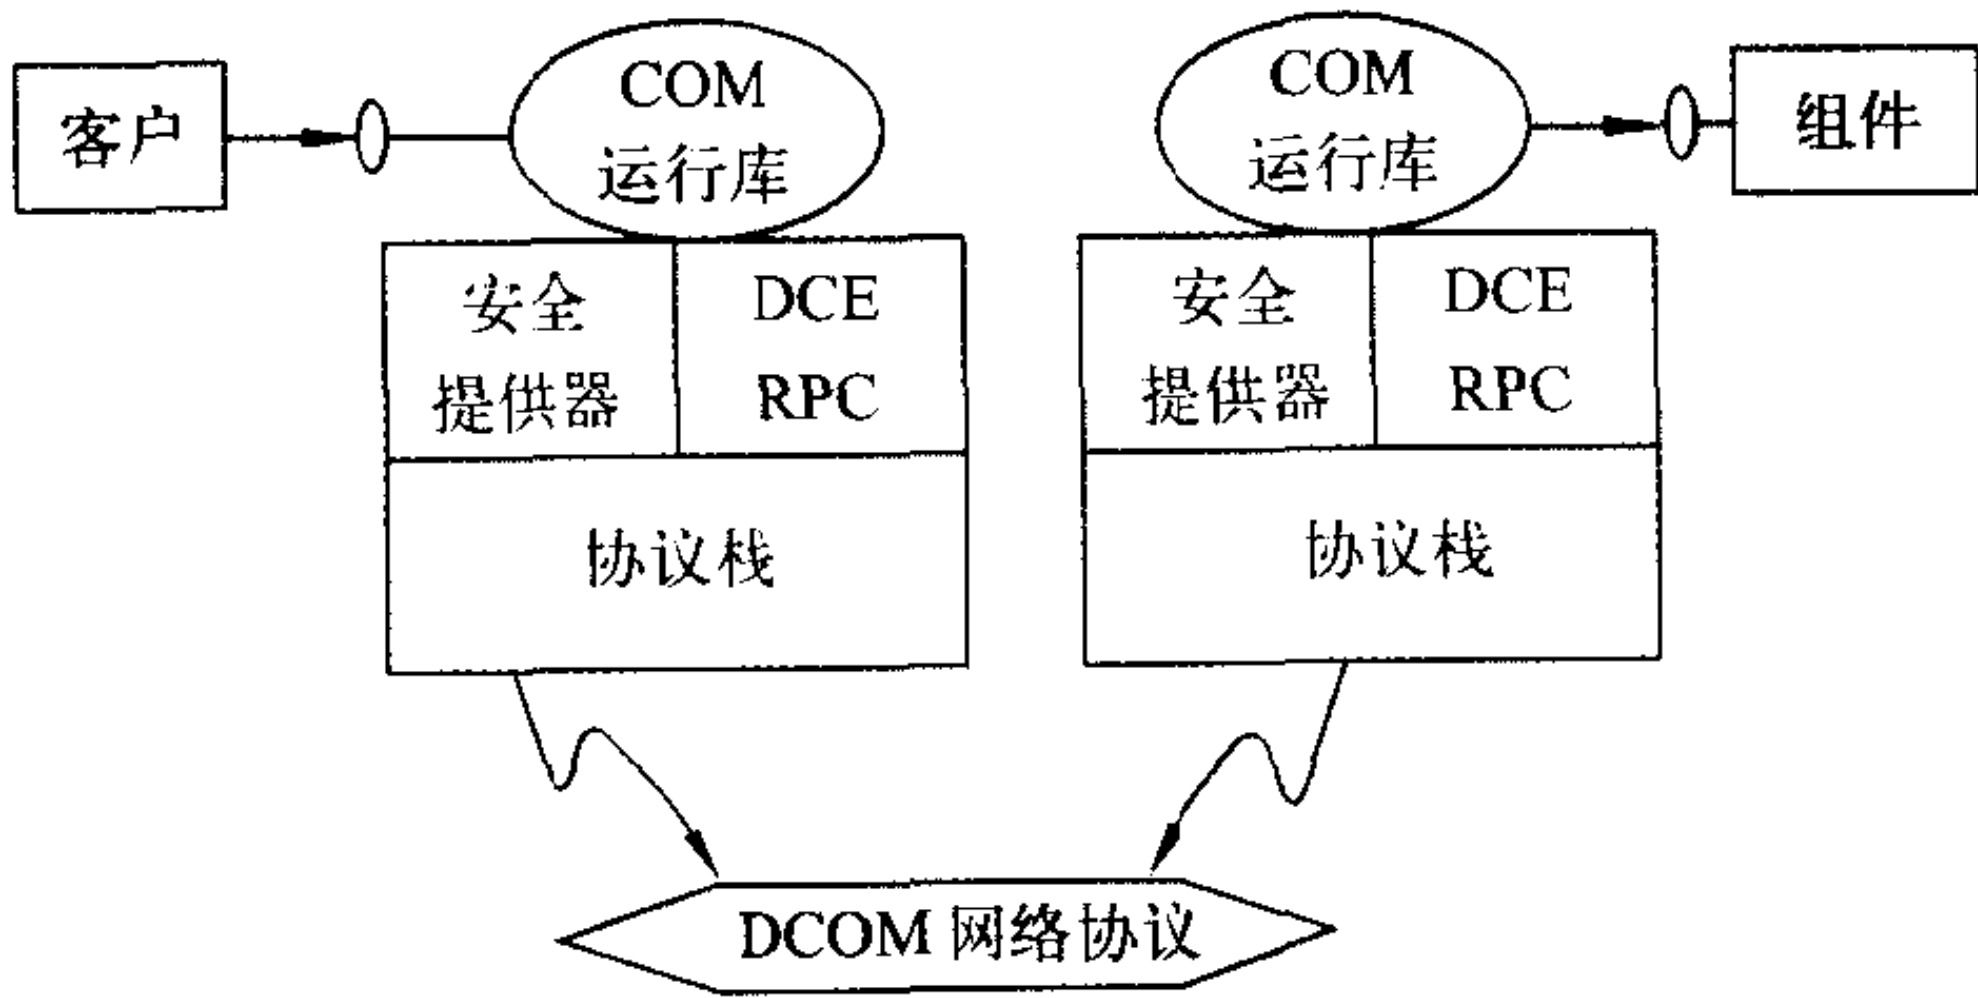 客户
COM
运行库
安全
提供器
DCE
RPC
协议栈
COM
运行库
组件
安全
提供器
DCE
RPC
协议栈
DCOM 网络协议